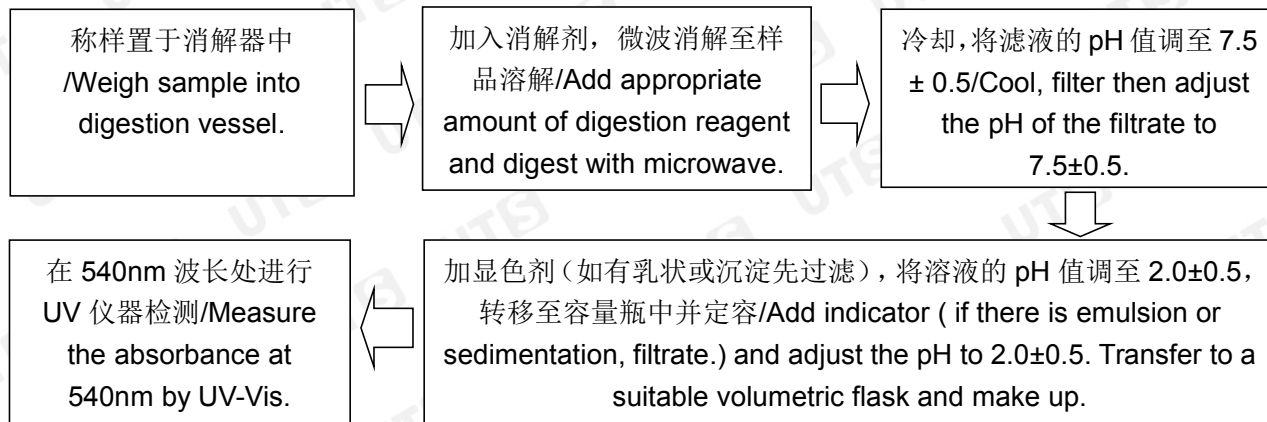 称样置于消解器中
/Weigh sample into
digestion vessel.
加入消解剂，微波消解至样
品溶解/Add appropriate
amount of digestion reagent
and digest with microwave.
冷却,将滤液的 pH 值调至 7.5
± 0.5/Cool, filter then adjust
the pH of the filtrate to
7.5±0.5.
加显色剂（如有乳状或沉淀先过滤），将溶液的 pH 值调至 2.0±0.5，
转移至容量瓶中并定容/Add indicator ( if there is emulsion or
sedimentation, filtrate.) and adjust the pH to 2.0±0.5. Transfer to a
suitable volumetric flask and make up.
在 540nm 波长处进行
UV 仪器检测/Measure
the absorbance at
540nm by UV-Vis.